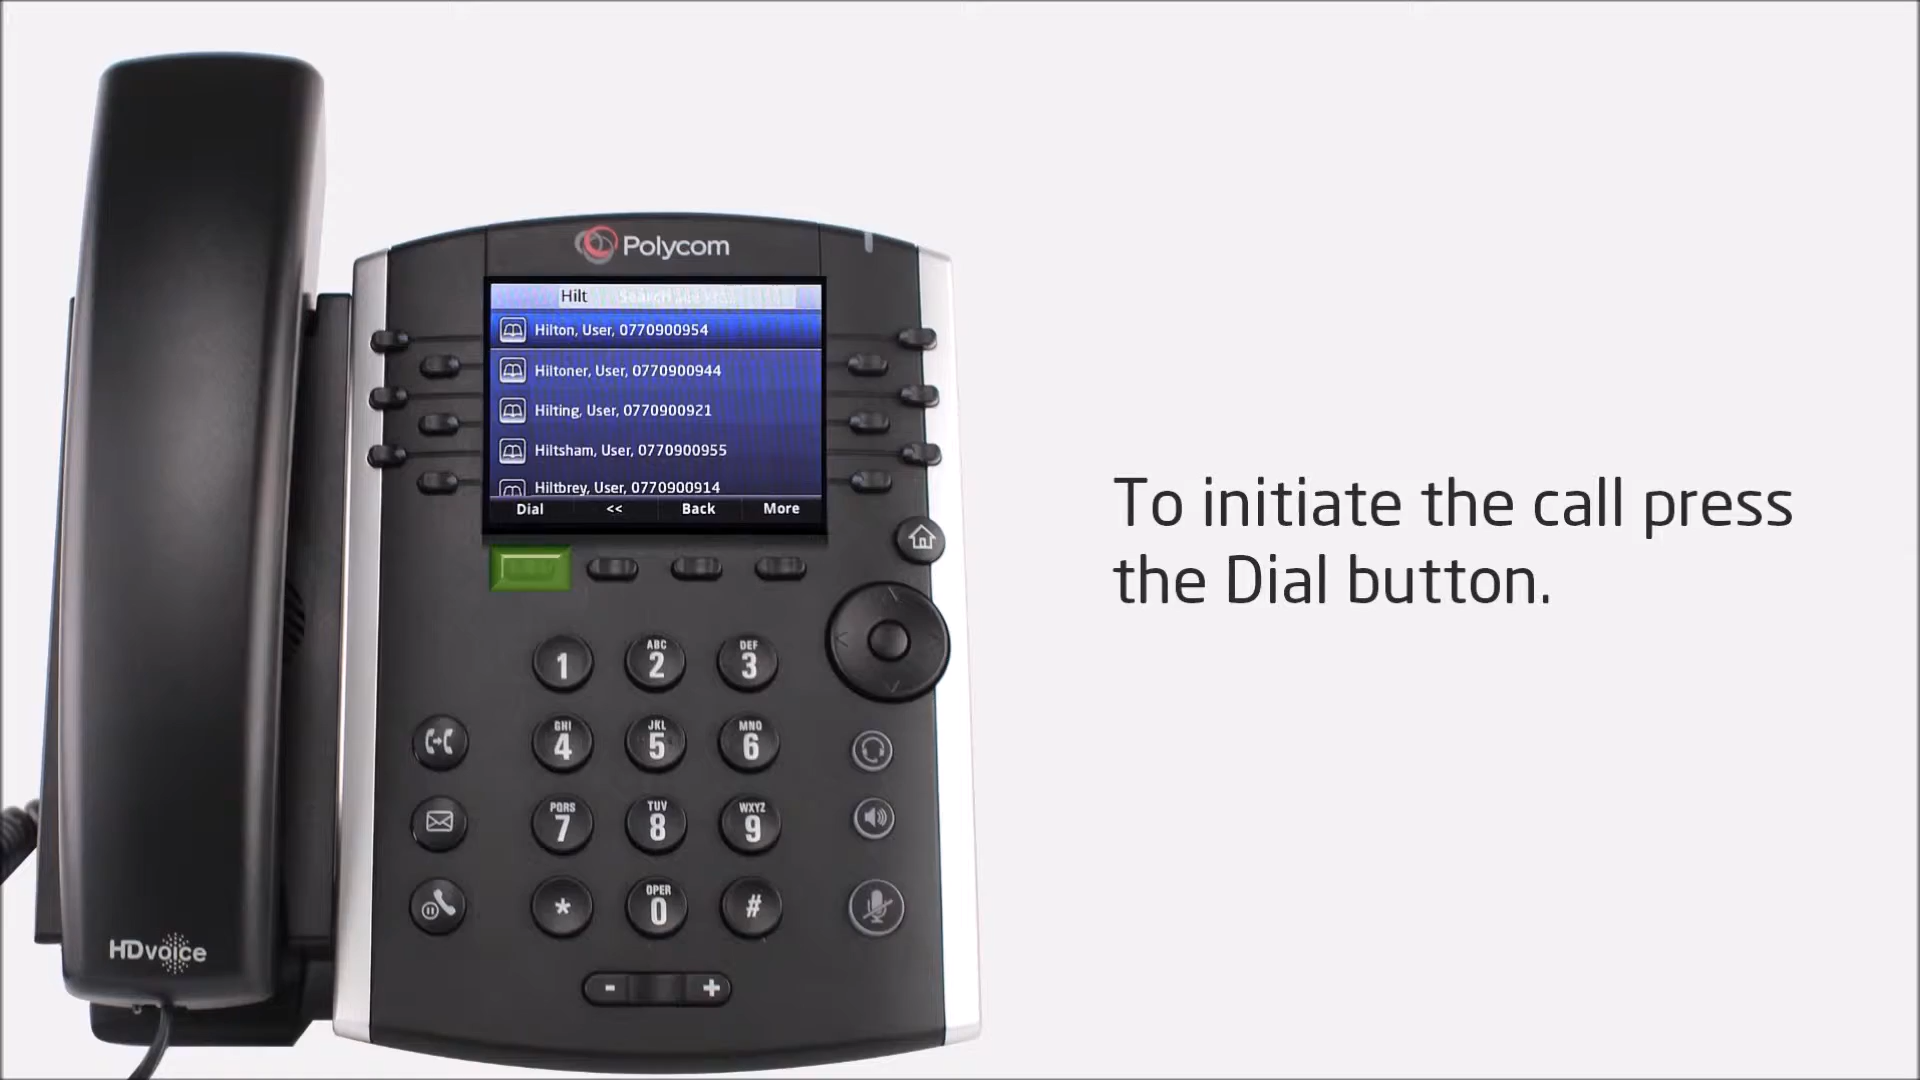 Polycom
Hilt
Hilton, User, 0770900954
Hiltoner, User, 0770900944
Hilting, User, 0770900921
Hiltsham, User, 0770900955
Hiltbrey, User, 0770900914
Dial << Back More
To initiate the call press
the Dial button.
1 ABC 2 DEF 3
GHI 4 JKL 5 MNO 6
PQRS 7 TUV 8 WXYZ 9
* OPER 0 #
HDvoice
- +